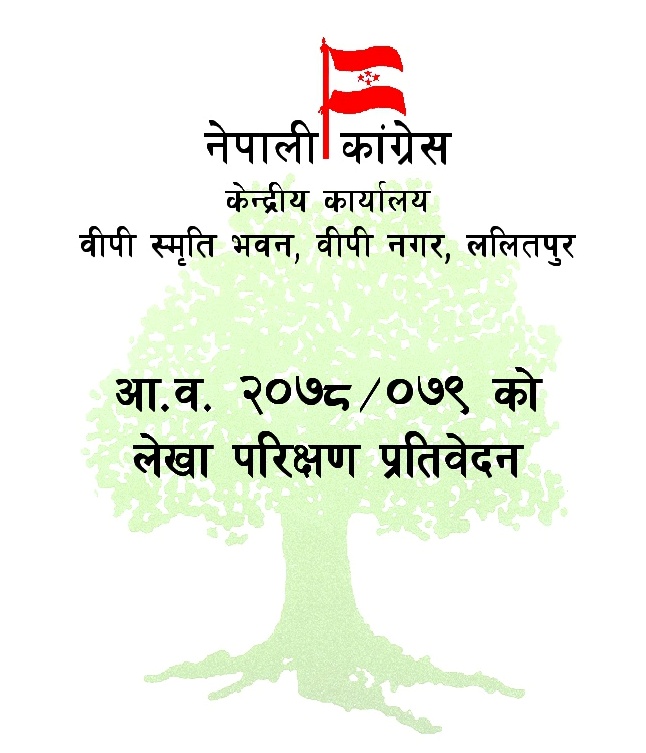 नेपाली कांग्रेस
केन्द्रीय कार्यालय
वीपी स्मृति भवन, वीपी नगर, ललितपुर
आ.व. २०७८/०७९ को
लेखा परिक्षण प्रतिवेदन